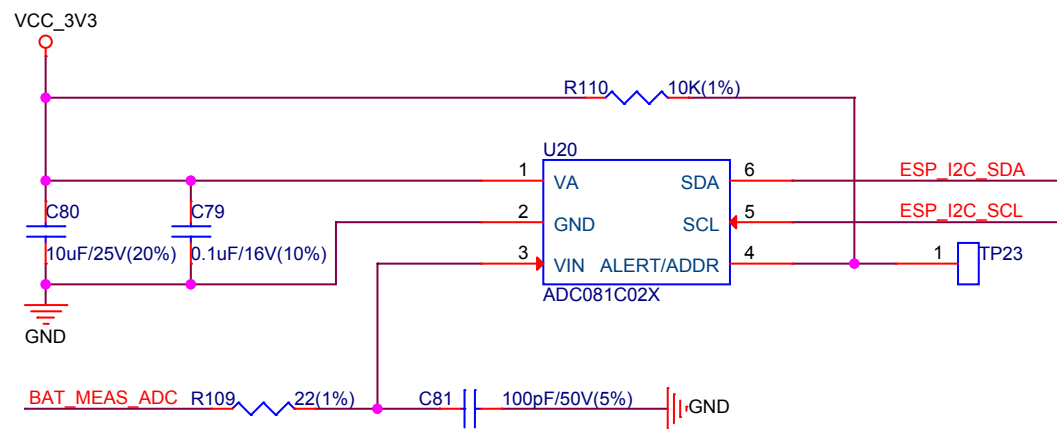 VCC_3V3
R110 10K(1%)
U20
1 VA SDA 6 ESP_I2C_SDA
2 GND SCL 5 ESP_I2C_SCL
3 VIN ALERT/ADDR 4 1 TP23
ADC081C02X
C80 C79
10uF/25V(20%) 0.1uF/16V(10%)
GND
BAT_MEAS_ADC R109 22(1%) C81 100pF/50V(5%) GND